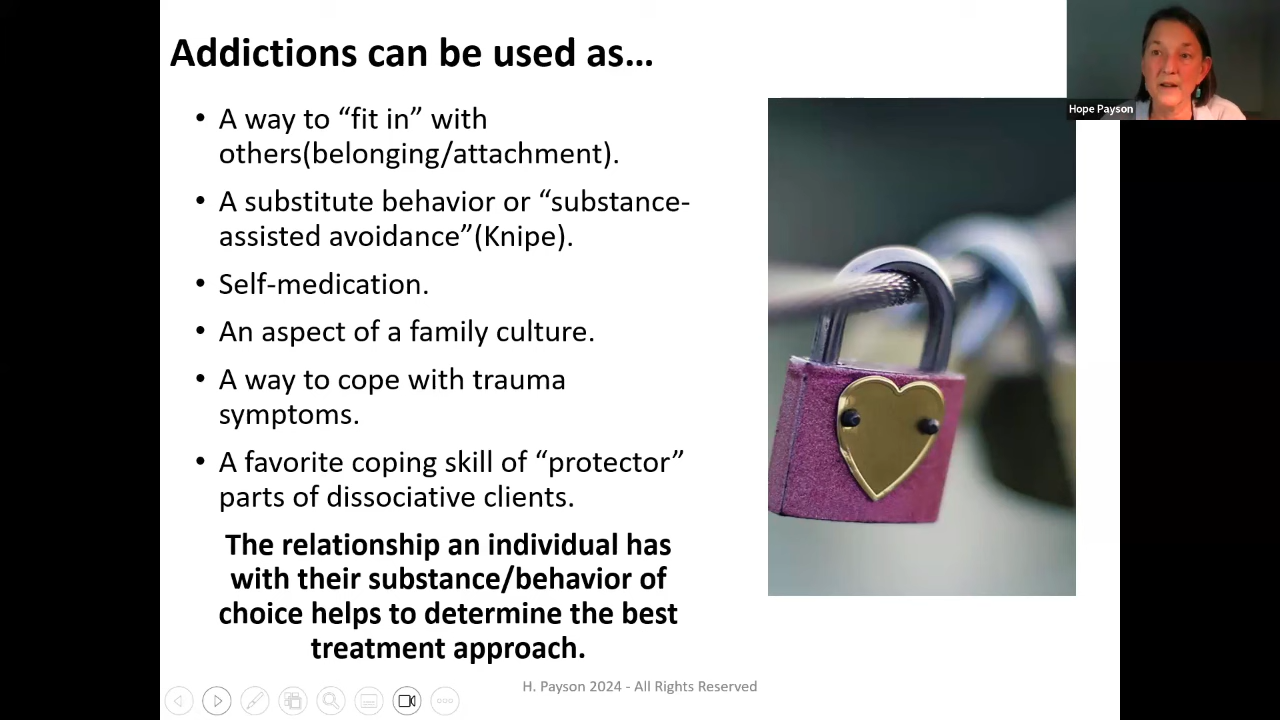 Addictions can be used as…
Hope Payson
• A way to “fit in” with
others(belonging/attachment).
• A substitute behavior or “substance-
assisted avoidance”(Knipe).
• Self-medication.
• An aspect of a family culture.
• A way to cope with trauma
symptoms.
• A favorite coping skill of “protector”
parts of dissociative clients.
The relationship an individual has
with their substance/behavior of
choice helps to determine the best
treatment approach.
H. Payson 2024 - All Rights Reserved